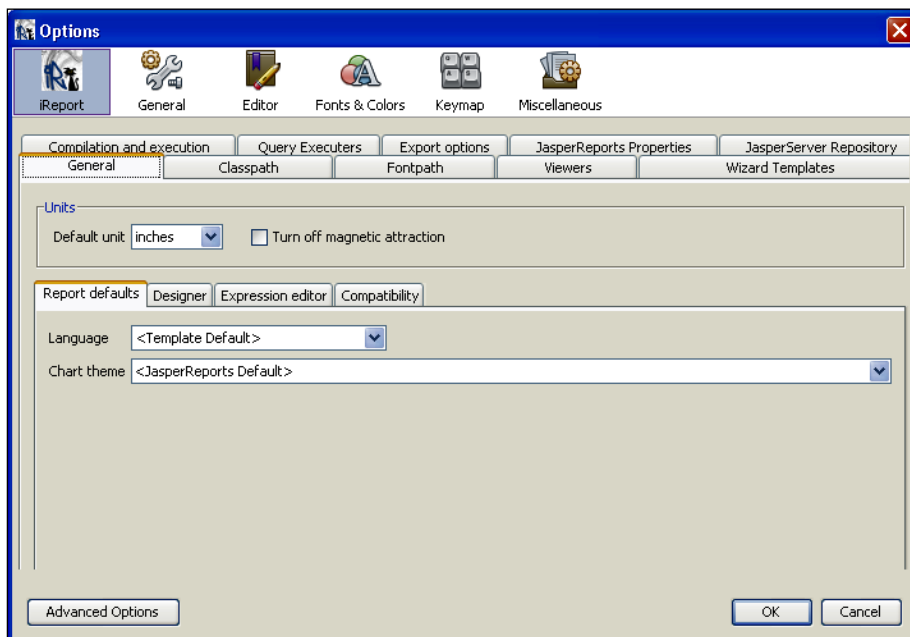 Options
iReport General Editor Fonts & Colors Keymap Miscellaneous
Compilation and execution Query Executers Export options JasperReports Properties JasperServer Repository
General Classpath Fontpath Viewers Wizard Templates
Units
Default unit inches Turn off magnetic attraction
Report defaults Designer Expression editor Compatibility
Language <Template Default>
Chart theme <JasperReports Default>
Advanced Options OK Cancel